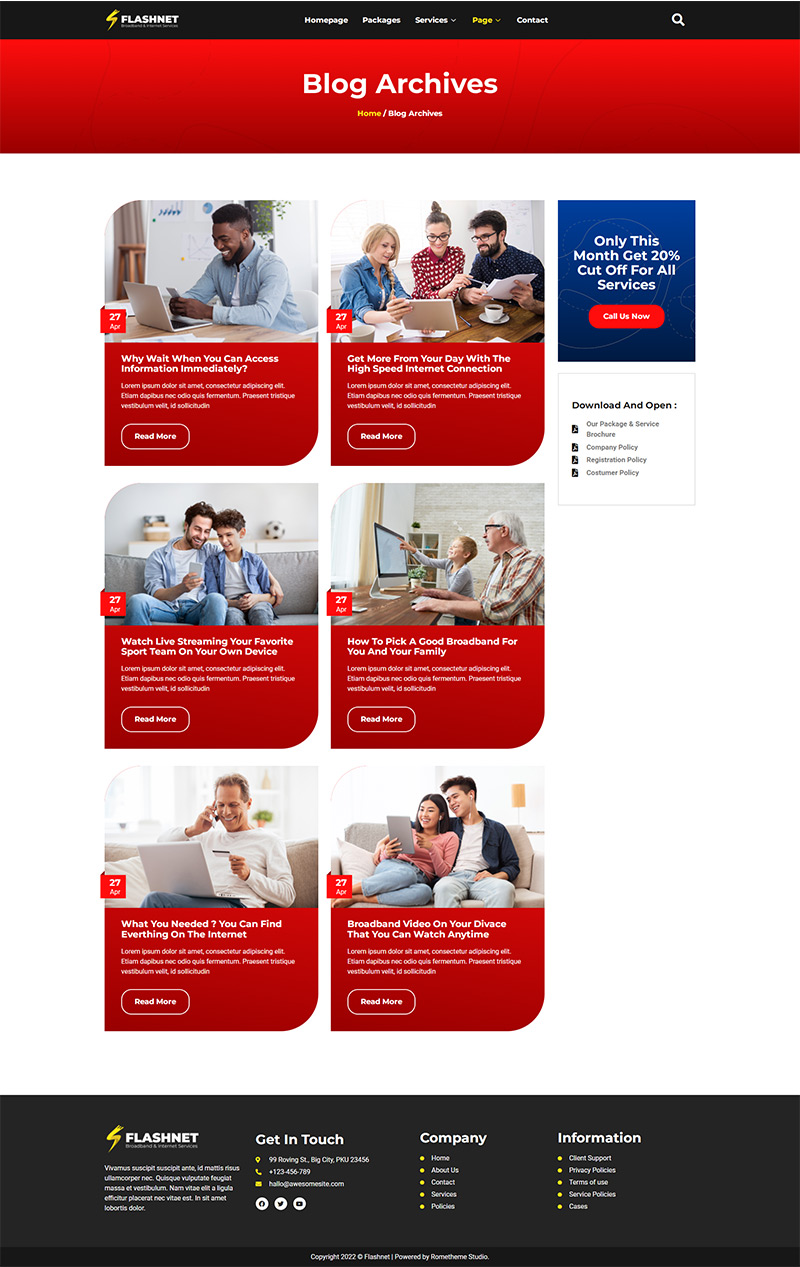 FLASHNET
Broadband & Internet Services
Homepage Packages Services Page Contact
Blog Archives
Home / Blog Archives
27
Apr
Why Wait When You Can Access
Information Immediately?
Lorem ipsum dolor sit amet, consectetur adipiscing elit.
Etiam dapibus nec odio quis fermentum. Praesent tristique
vestibulum velit, id sollicitudin
Read More
27
Apr
Get More From Your Day With The
High Speed Internet Connection
Lorem ipsum dolor sit amet, consectetur adipiscing elit.
Etiam dapibus nec odio quis fermentum. Praesent tristique
vestibulum velit, id sollicitudin
Read More
Only This
Month Get 20%
Cut Off For All
Services
Call Us Now
Download And Open :
Our Package & Service
Brochure
Company Policy
Registration Policy
Costumer Policy
27
Apr
Watch Live Streaming Your Favorite
Sport Team On Your Own Device
Lorem ipsum dolor sit amet, consectetur adipiscing elit.
Etiam dapibus nec odio quis fermentum. Praesent tristique
vestibulum velit, id sollicitudin
Read More
27
Apr
How To Pick A Good Broadband For
You And Your Family
Lorem ipsum dolor sit amet, consectetur adipiscing elit.
Etiam dapibus nec odio quis fermentum. Praesent tristique
vestibulum velit, id sollicitudin
Read More
27
Apr
What You Needed ? You Can Find
Everthing On The Internet
Lorem ipsum dolor sit amet, consectetur adipiscing elit.
Etiam dapibus nec odio quis fermentum. Praesent tristique
vestibulum velit, id sollicitudin
Read More
27
Apr
Broadband Video On Your Divace
That You Can Watch Anytime
Lorem ipsum dolor sit amet, consectetur adipiscing elit.
Etiam dapibus nec odio quis fermentum. Praesent tristique
vestibulum velit, id sollicitudin
Read More
FLASHNET
Broadband & Internet Services
Vivamus suscipit suscipit ante, id mattis risus
ullamcorper nec. Quisque vulputate feugiat
massa et vestibulum. Nam vitae elit a ligula
efficitur placerat nec vitae est. In sit amet
lobortis dolor.
Get In Touch
99 Roving St., Big City, PKU 23456
+123-456-789
hallo@awesomesite.com
Company
Home
About Us
Contact
Services
Policies
Information
Client Support
Privacy Policies
Terms of use
Service Policies
Cases
Copyright 2022 © Flashnet | Powered by Rometheme Studio.